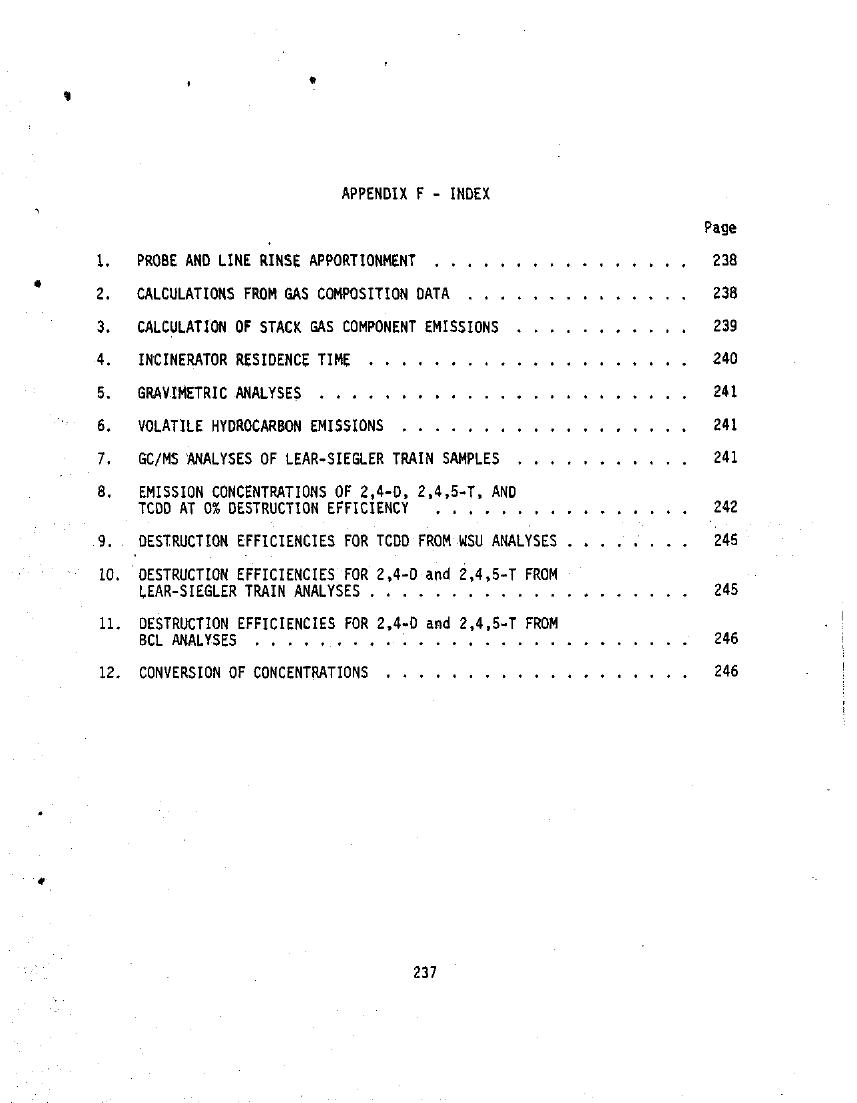 APPENDIX F - INDEX
Page
1. PROBE AND LINE RINSE APPORTIONMENT . . . . . . . . . . . . . . . . 238
2. CALCULATIONS FROM GAS COMPOSITION DATA . . . . . . . . . . . . . . 238
3. CALCULATION OF STACK GAS COMPONENT EMISSIONS . . . . . . . . . . . 239
4. INCINERATOR RESIDENCE TIME . . . . . . . . . . . . . . . . . . . . 240
5. GRAVIMETRIC ANALYSES . . . . . . . . . . . . . . . . . . . . . . . 241
6. VOLATILE HYDROCARBON EMISSIONS . . . . . . . . . . . . . . . . . . 241
7. GC/MS ANALYSES OF LEAR-SIEGLER TRAIN SAMPLES . . . . . . . . . . . 241
8. EMISSION CONCENTRATIONS OF 2,4-D, 2,4,5-T, AND
TCDD AT 0% DESTRUCTION EFFICIENCY . . . . . . . . . . . . . . . . 242
9. DESTRUCTION EFFICIENCIES FOR TCDD FROM WSU ANALYSES . . . . . . . . 245
10. DESTRUCTION EFFICIENCIES FOR 2,4-D and 2,4,5-T FROM
LEAR-SIEGLER TRAIN ANALYSES . . . . . . . . . . . . . . . . . . . . 245
11. DESTRUCTION EFFICIENCIES FOR 2,4-D and 2,4,5-T FROM
BCL ANALYSES . . . . . . . . . . . . . . . . . . . . . . . . . . . 246
12. CONVERSION OF CONCENTRATIONS . . . . . . . . . . . . . . . . . . . 246
237